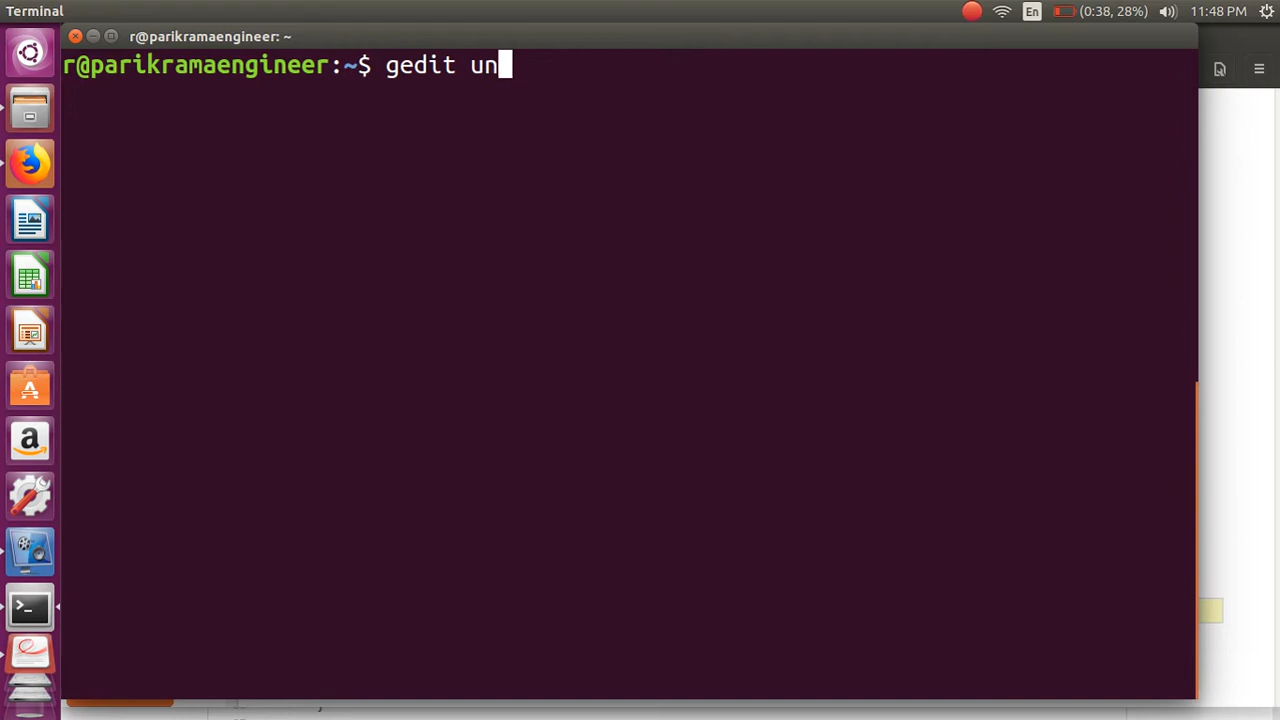 Terminal
En
(0:38, 28%)
11:48 PM
r@parikramaengineer: ~
r@parikramaengineer:~$ gedit un